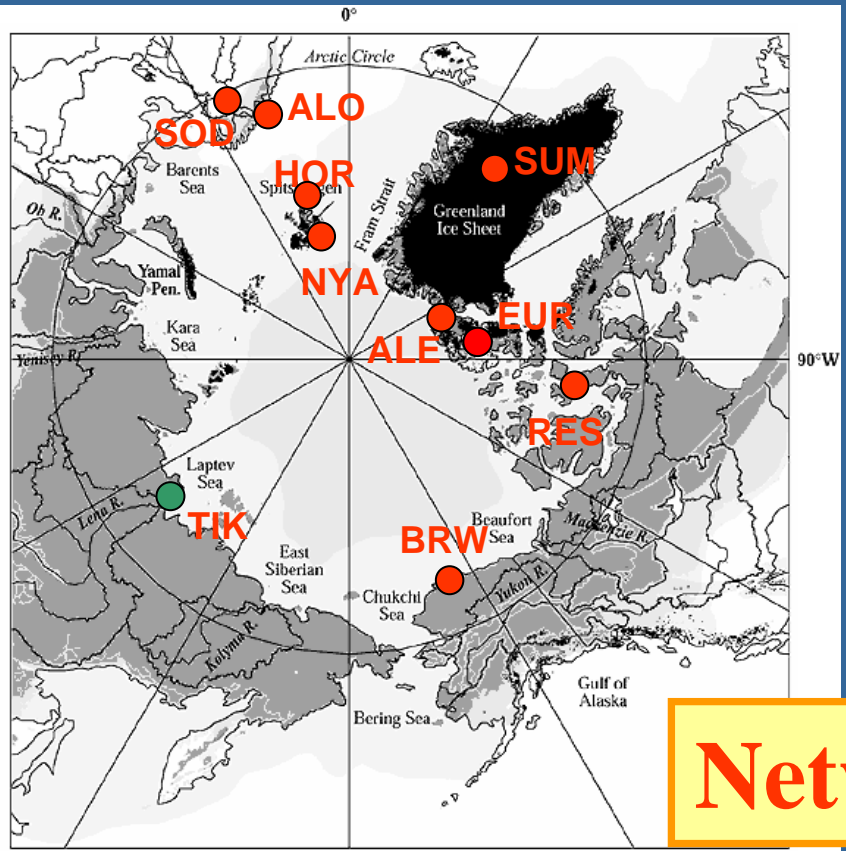 0°
Arctic Circle
ALO
SOD
Barents
Sea
HOR
SUM
Fram Strait
Ob R.
Greenland
Ice Sheet
Yamal
Pen.
NYA
EUR
Kara
Sea
ALE
Yenisey R.
90°W
RES
Laptev
Sea
Lena R.
TIK
Beaufort
Sea
Mackenzie R.
BRW
East
Siberian
Sea
Yukon R.
Chukchi
Sea
Kolyma R.
Gulf of
Alaska
Bering Sea
Net